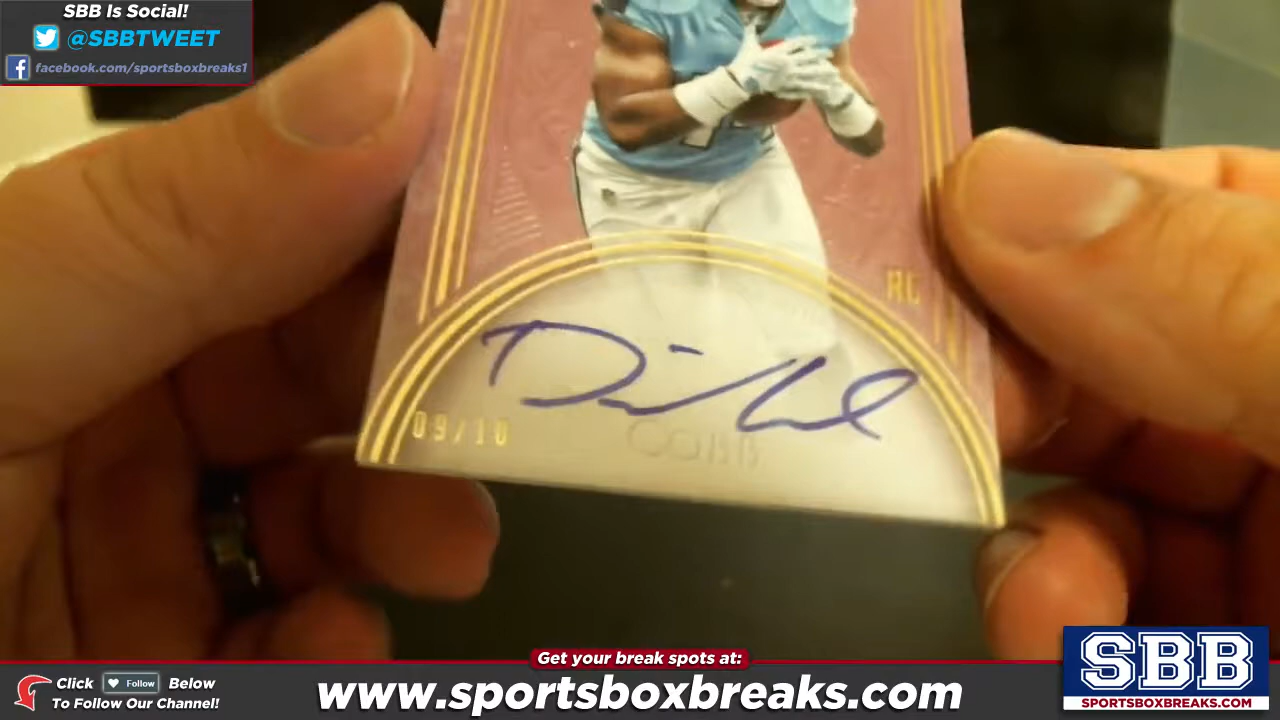 SBB Is Social!
@SBBTWEET
facebook.com/sportsboxbreaks1
RC
09/10
COBB
Get your break spots at:
Click Follow Below
To Follow Our Channel!
www.sportsboxbreaks.com
SBB
SPORTSBOXBREAKS.COM